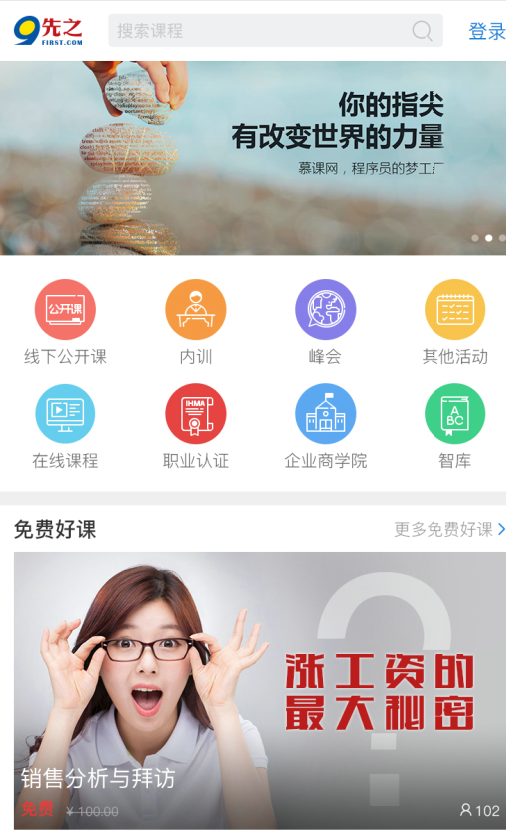 先之
FIRST.COM
搜索课程
登录
你的指尖
有改变世界的力量
慕课网，程序员的梦工厂
公开课
线下公开课
内训
峰会
其他活动
IHMA
A
BC
在线课程
职业认证
企业商学院
智库
免费好课
更多免费好课
涨工资的
最大秘密
销售分析与拜访
免费 ¥ 100.00
102